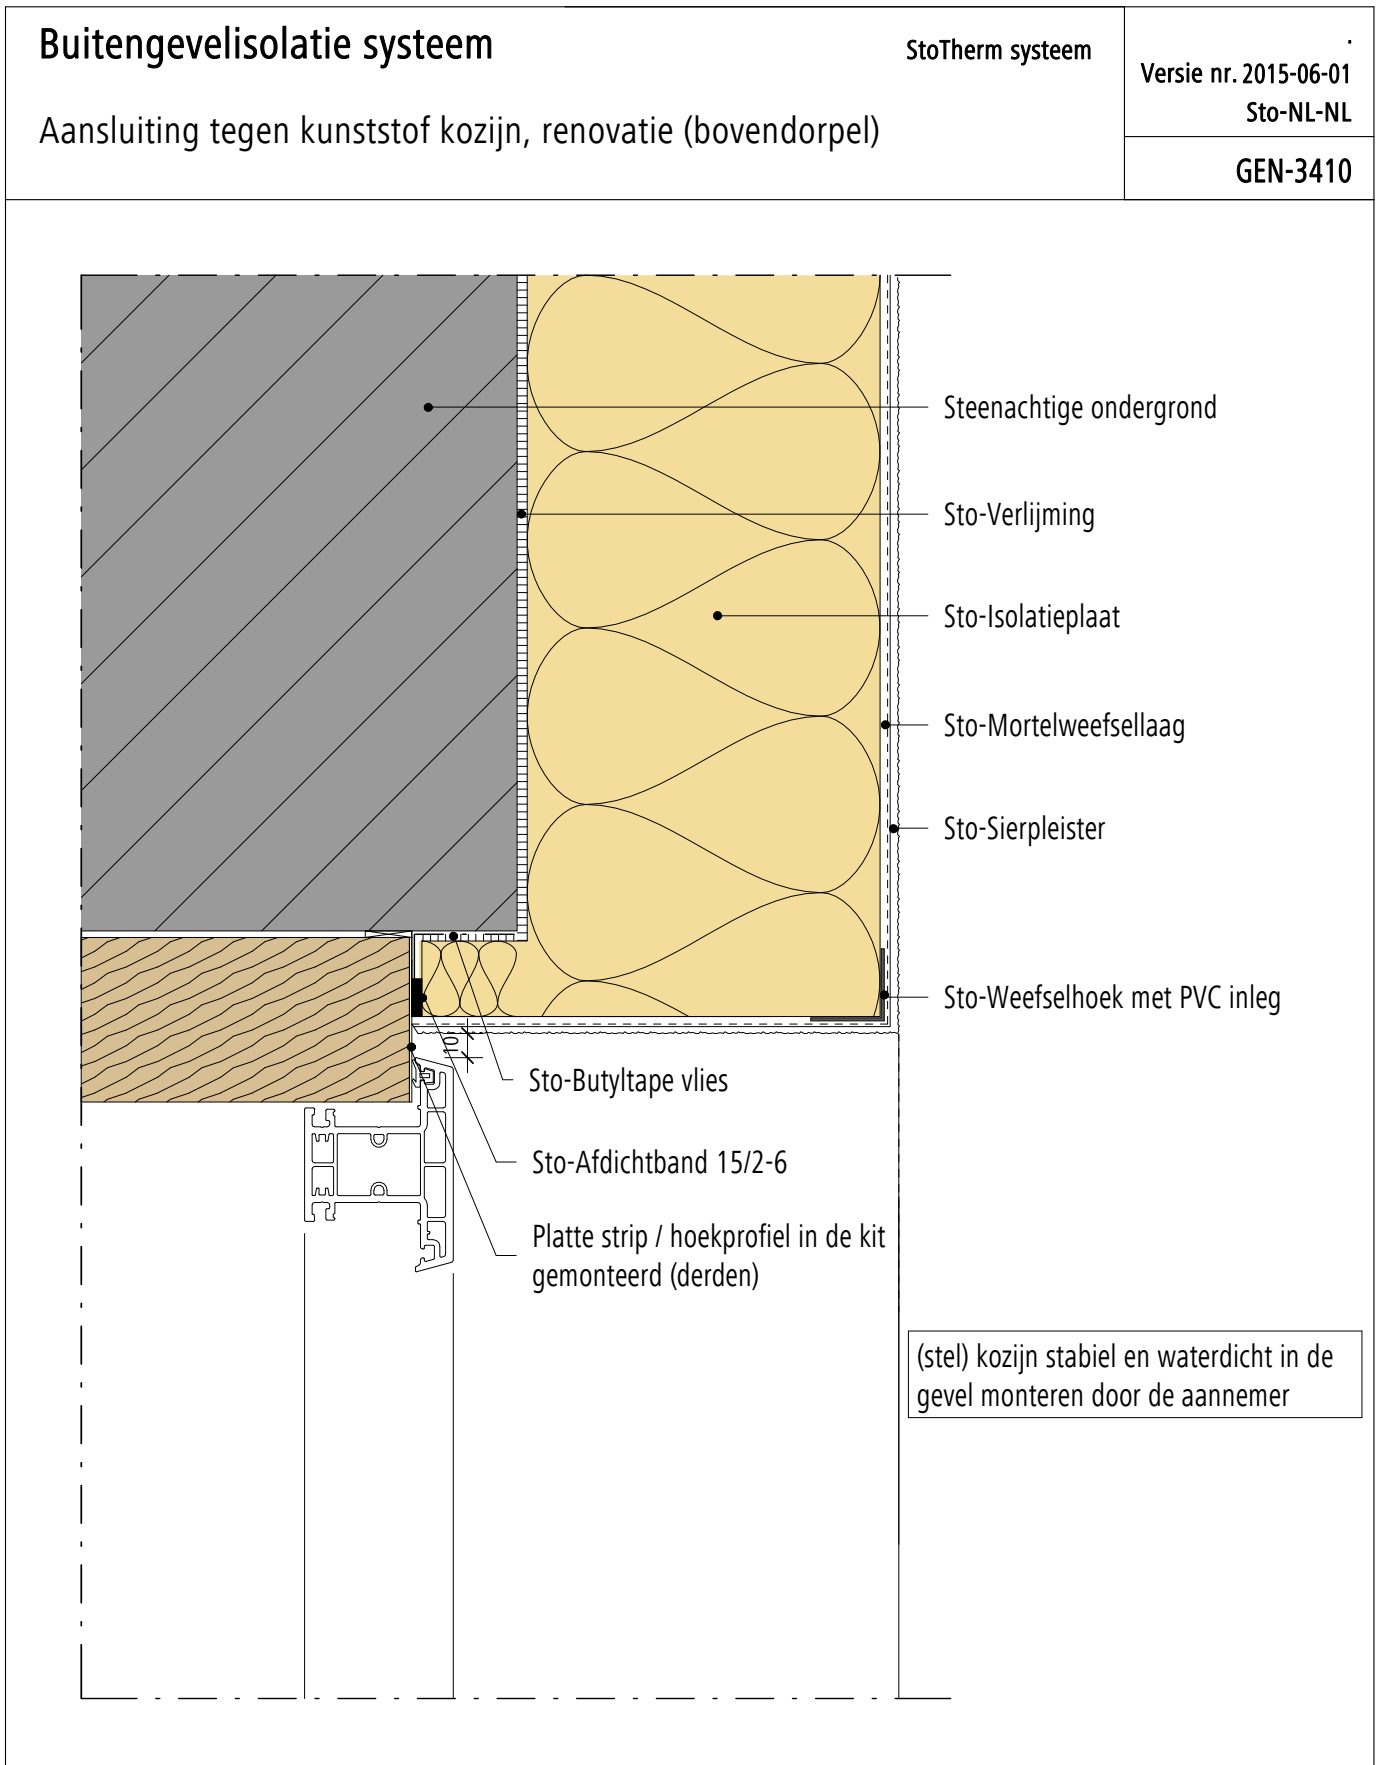 Buitengevelisolatie systeem
StoTherm systeem
.
Versie nr. 2015-06-01
Sto-NL-NL
Aansluiting tegen kunststof kozijn, renovatie (bovendorpel)
GEN-3410
Steenachtige ondergrond
Sto-Verlijming
Sto-Isolatieplaat
Sto-Mortelweefsellaag
Sto-Sierpleister
Sto-Weefselhoek met PVC inleg
10
Sto-Butyltape vlies
Sto-Afdichtband 15/2-6
Platte strip / hoekprofiel in de kit
gemonteerd (derden)
(stel) kozijn stabiel en waterdicht in de
gevel monteren door de aannemer